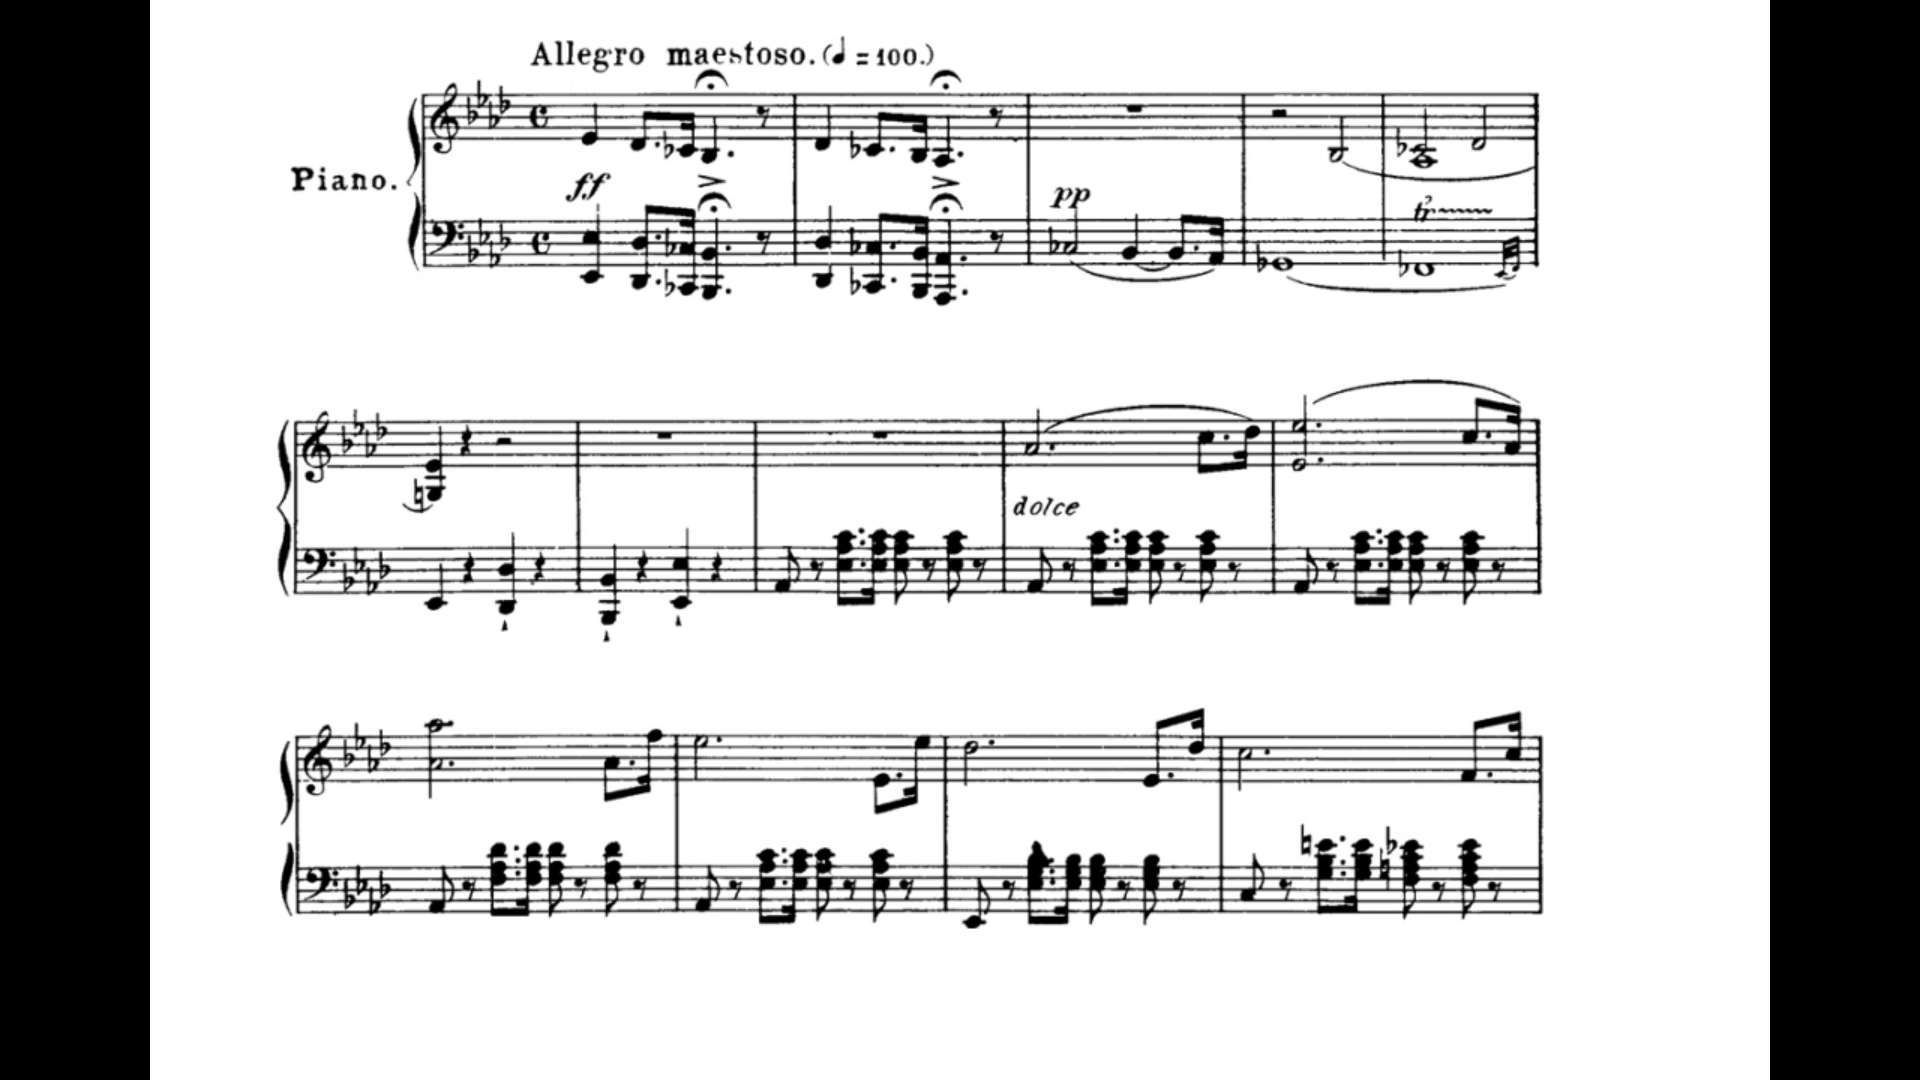 Allegro maestoso. (♩ = 100.)
Piano.
ff
pp
tr
dolce